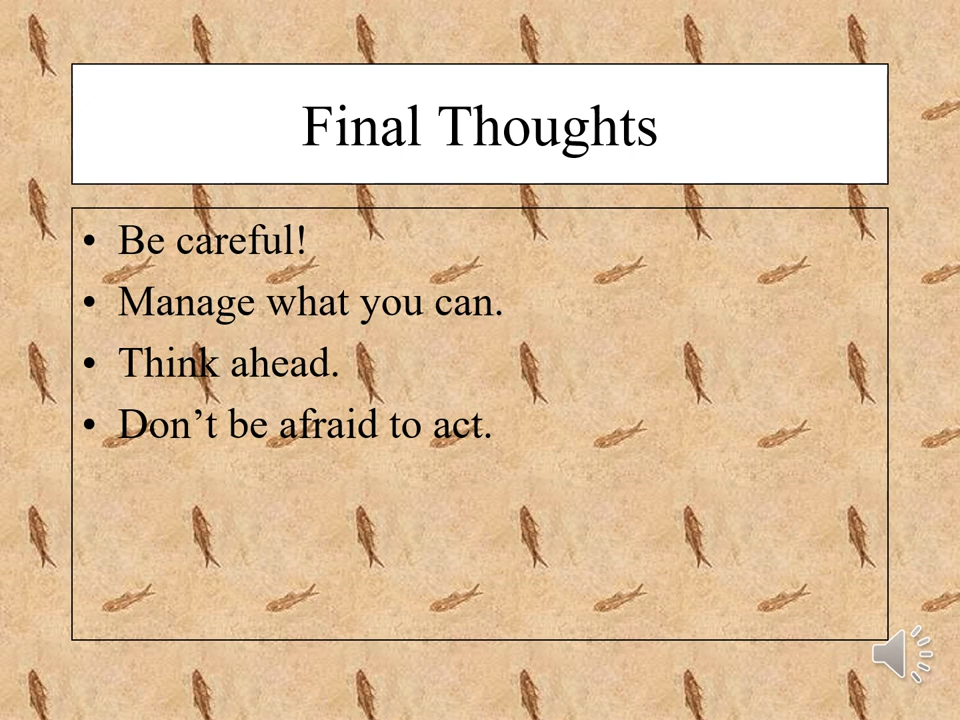 Final Thoughts
• Be careful!
• Manage what you can.
• Think ahead.
• Don’t be afraid to act.